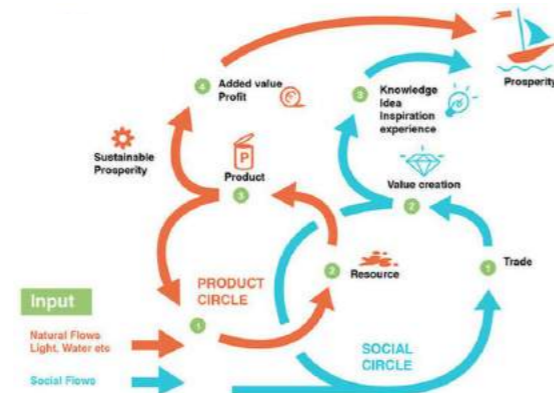 Prosperity
4
Added value
Profit
3
Knowledge
Idea
Inspiration
experience
Sustainable
Prosperity
P
Product
3
Value creation
2
2
Resource
1
Trade
PRODUCT
CIRCLE
Input
1
Natural Flows
Light, Water etc
SOCIAL
CIRCLE
Social Flows